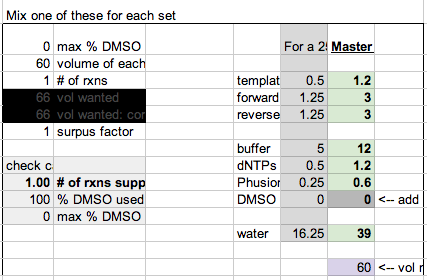 Mix one of these for each set
0 max % DMSO For a 2 Master
60 volume of each
1 # of rxns templat 0.5 1.2
66 vol wanted forward 1.25 3
66 vol wanted: cor reverse 1.25 3
1 surpus factor
buffer 5 12
check c dNTPs 0.5 1.2
1.00 # of rxns supp Phusior 0.25 0.6
100 % DMSO used DMSO 0 0 <-- add
0 max % DMSO
water 16.25 39
60 <-- vol r